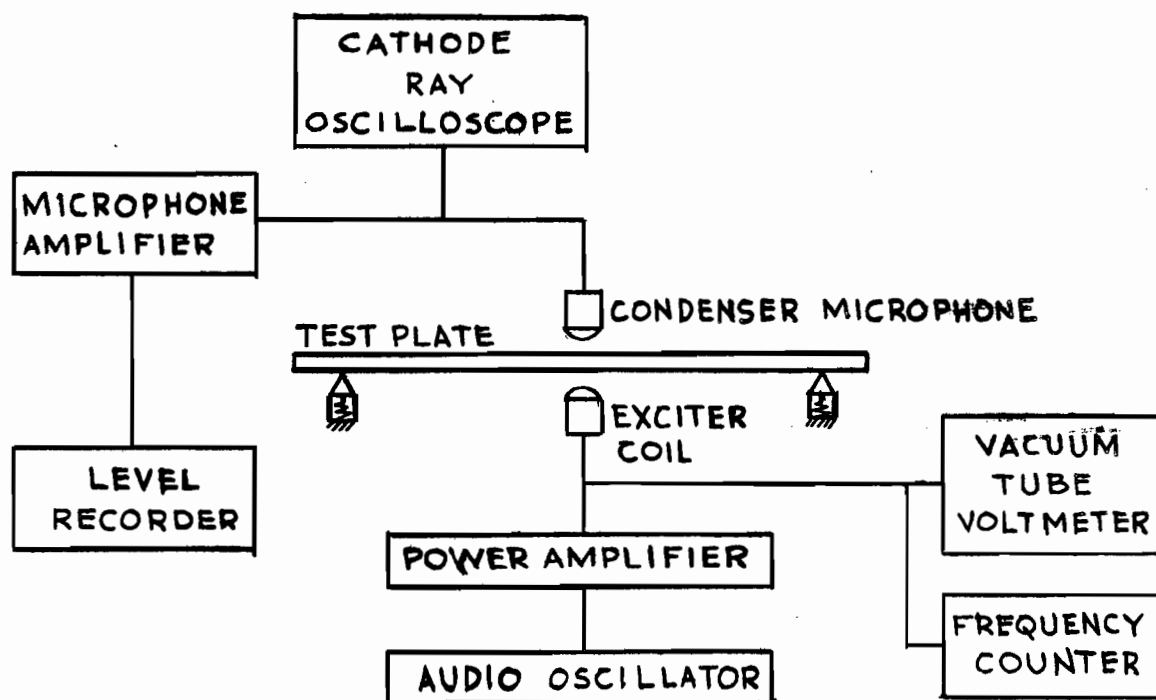 CATHODE
RAY
OSCILLOSCOPE
MICROPHONE
AMPLIFIER
CONDENSER MICROPHONE
TEST PLATE
EXCITER
COIL
LEVEL
RECORDER
VACUUM
TUBE
VOLTMETER
POWER AMPLIFIER
FREQUENCY
COUNTER
AUDIO OSCILLATOR